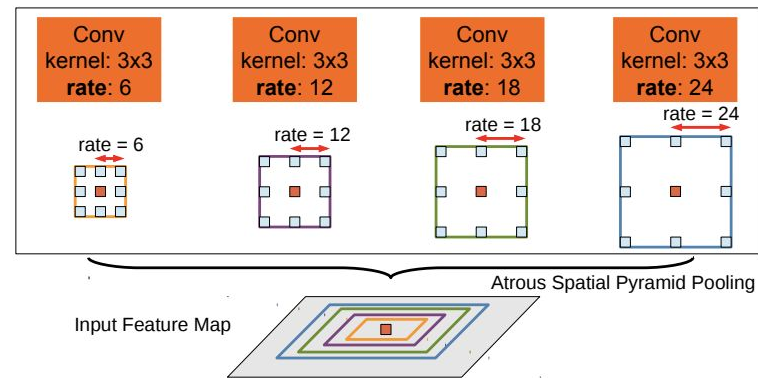 Conv
kernel: 3x3
rate: 6
Conv
kernel: 3x3
rate: 12
Conv
kernel: 3x3
rate: 18
Conv
kernel: 3x3
rate: 24
rate = 6
rate = 12
rate = 18
rate = 24
Atrous Spatial Pyramid Pooling
Input Feature Map